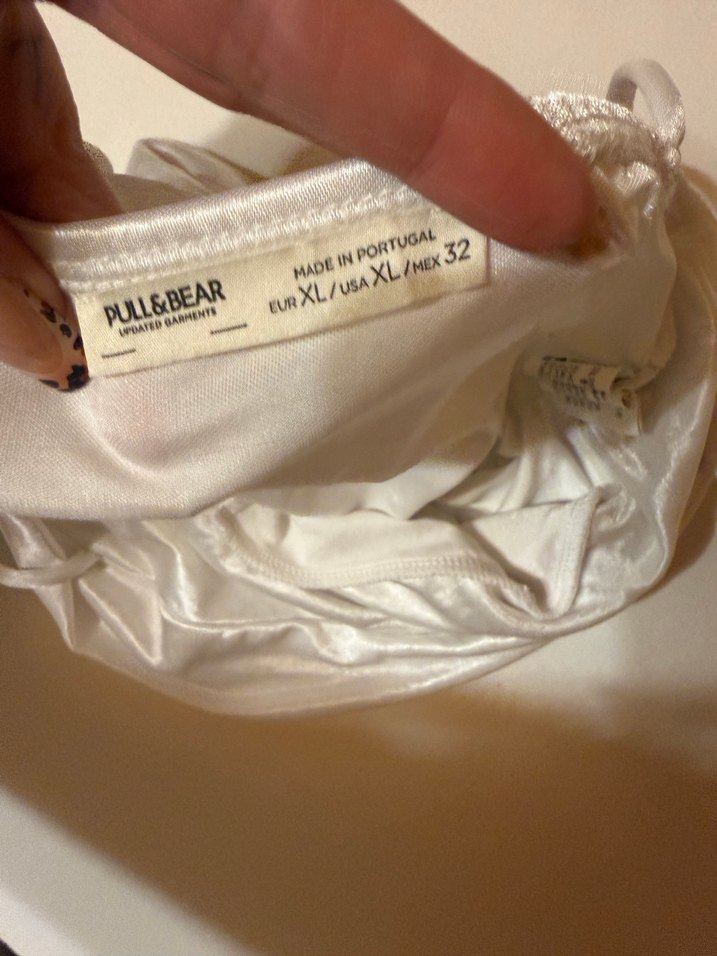 PULL&BEAR
UPDATED GARMENTS
MADE IN PORTUGAL
EUR XL / USA XL / MEX 32